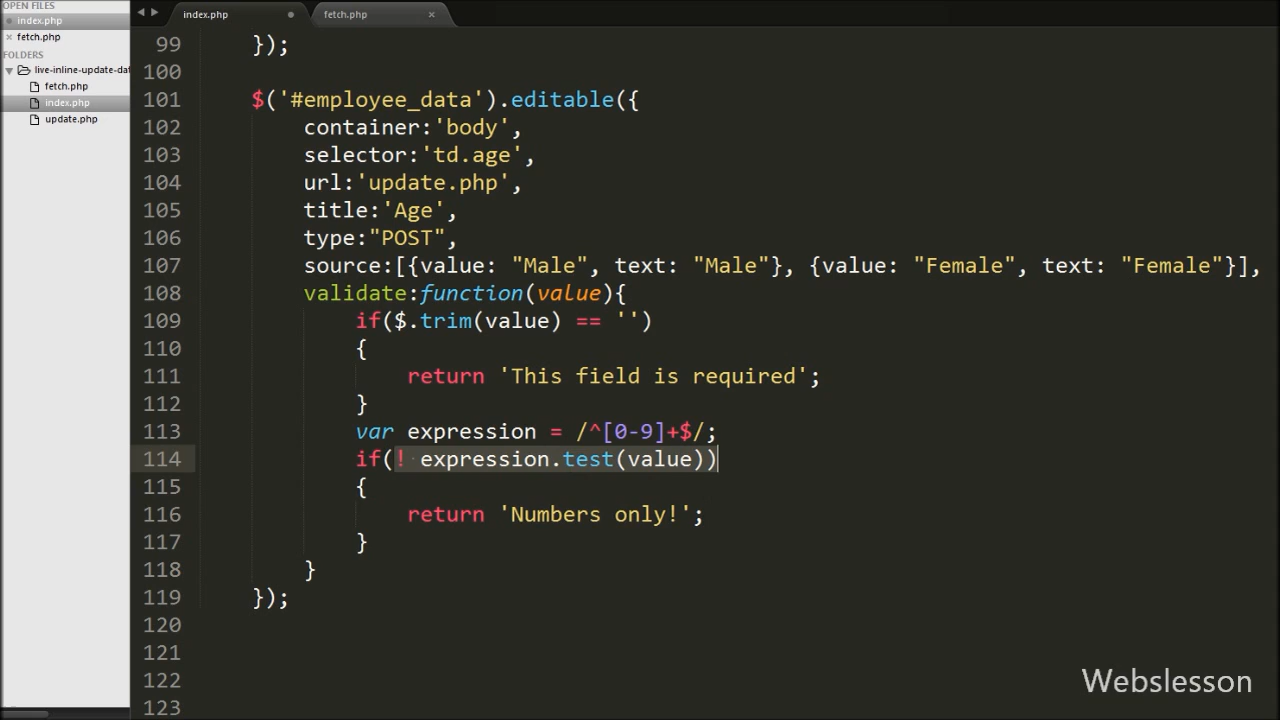 OPEN FILES
index.php
fetch.php
FOLDERS
live-inline-update-dat
fetch.php
index.php
update.php
index.php
fetch.php
99 });
100
101 $('#employee_data').editable({
102 container:'body',
103 selector:'td.age',
104 url:'update.php',
105 title:'Age',
106 type:"POST",
107 source:[{value: "Male", text: "Male"}, {value: "Female", text: "Female"}],
108 validate:function(value){
109 if($.trim(value) == '')
110 {
111 return 'This field is required';
112 }
113 var expression = /^[0-9]+$/;
114 if(! expression.test(value))
115 {
116 return 'Numbers only!';
117 }
118 }
119 });
120
121
122
123
Webslesson